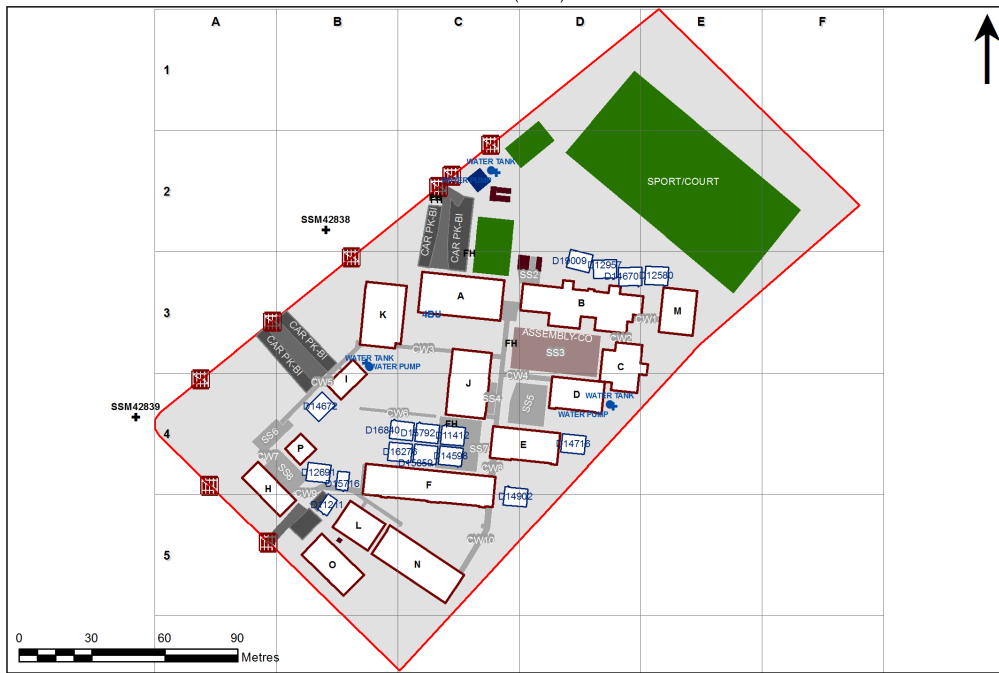 A B C D E F
1
WATER TANK
2
SPORT/COURT
CAR PK-BI
CAR PK-BI
SSM42838
FH
D19009
D12957
D14670
D12580
SS2
A
B
M
3
K
4BU
CW1
ASSEMBLY-CO
CW2
FH
SS3
CAR PK-BI
CAR PK-BI
CW3
WATER TANK
WATER PUMP
C
I
CW5
J
CW4
D
WATER TANK
SS4
SS5
WATER PUMP
D14672
SSM42839
CW6
FH
4
SS6
D16840
D15792
D11412
P
E
D14716
SS7
D16276
D14598
CW7
SS8
D12691
D15716
CW8
H
F
CW9
D14902
D11211
L
CW10
5
O
N
0 30 60 90
Metres